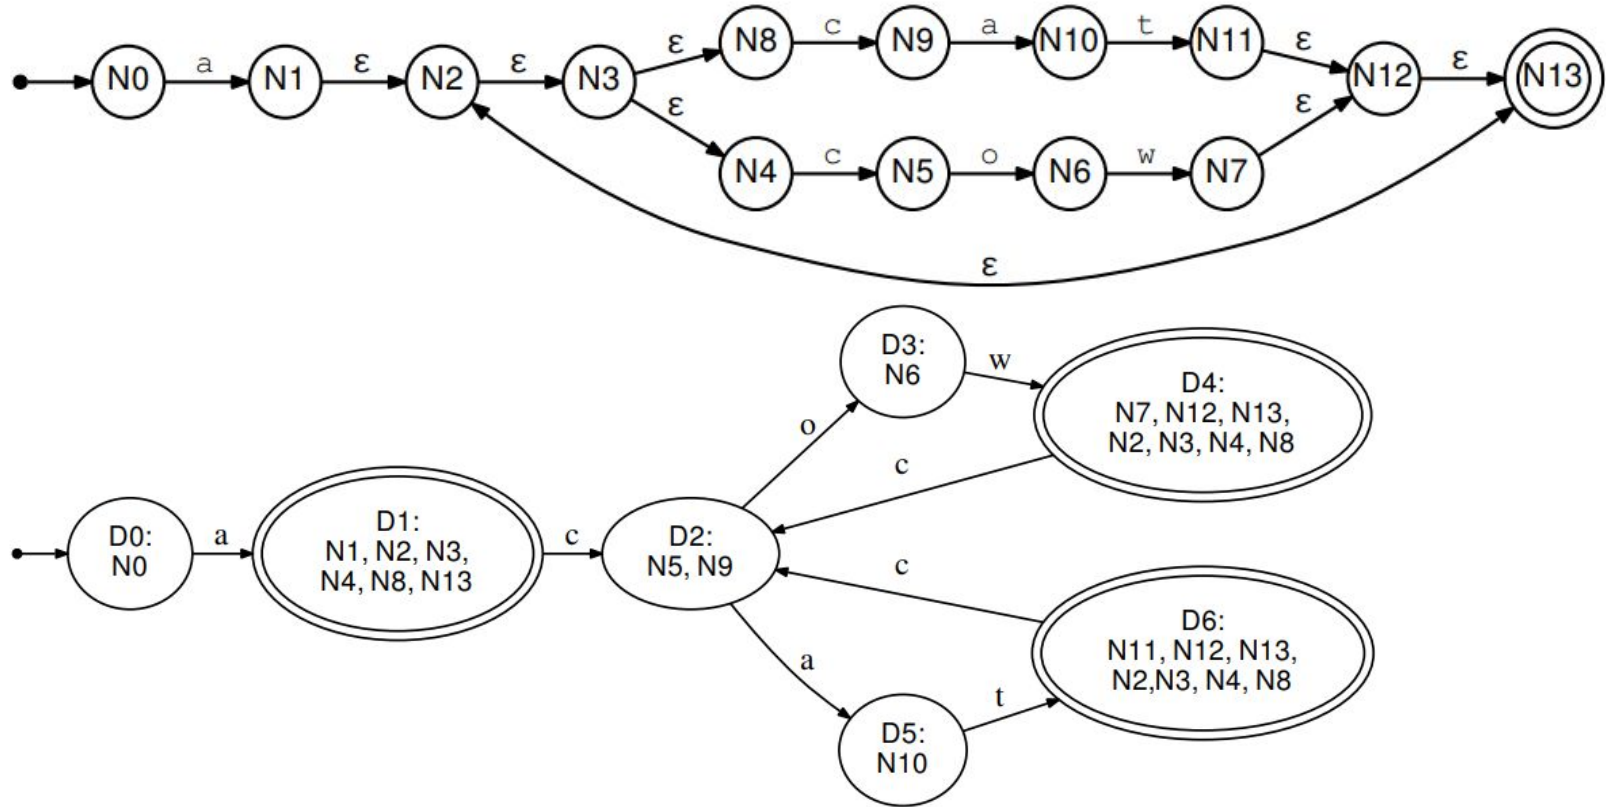 N0 a N1 ε N2 ε N3 ε N8 c N9 a N10 t N11 ε N12 ε N13
ε N4 c N5 o N6 w N7 ε
ε
D0:
N0
a
D1:
N1, N2, N3,
N4, N8, N13
c
D2:
N5, N9
o
D3:
N6
w
D4:
N7, N12, N13,
N2, N3, N4, N8
c
c
a
D5:
N10
t
D6:
N11, N12, N13,
N2,N3, N4, N8